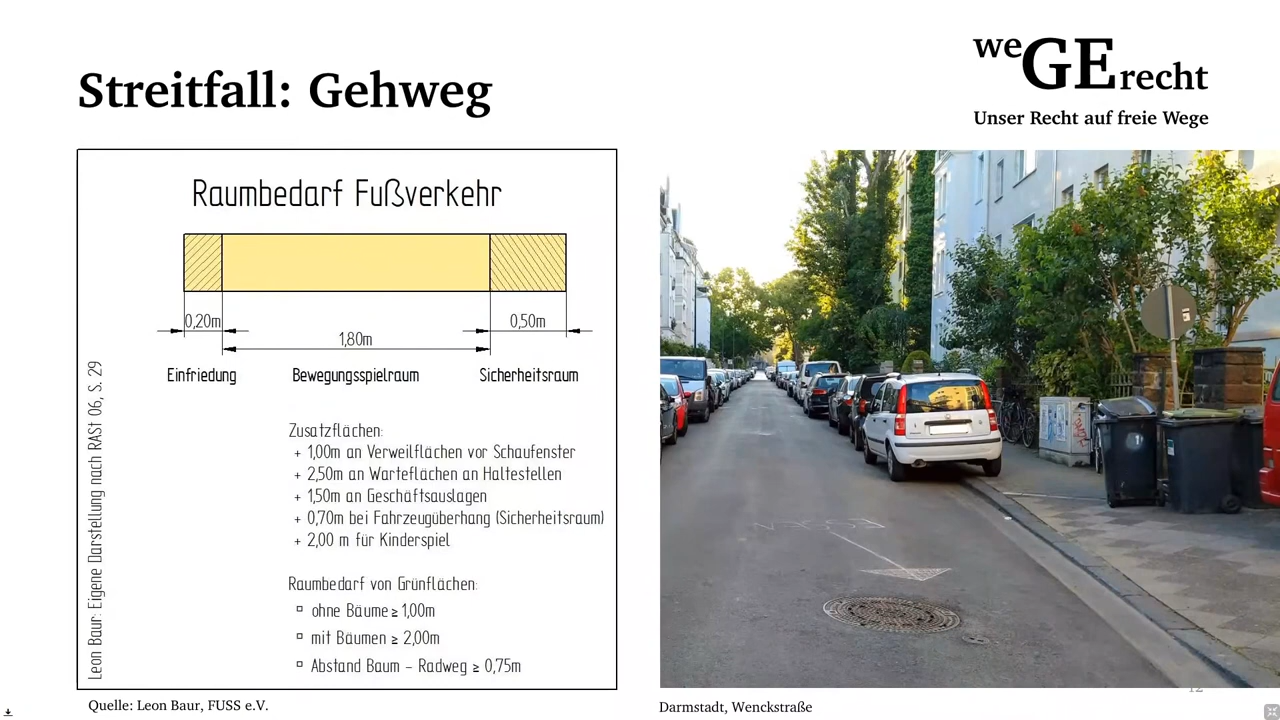 Streitfall: Gehweg
weGErecht
Unser Recht auf freie Wege
Raumbedarf Fußverkehr
0,20m
1,80m
0,50m
Einfriedung
Bewegungsspielraum
Sicherheitsraum
Zusatzflächen:
+ 1,00m an Verweilflächen vor Schaufenster
+ 2,50m an Warteflächen an Haltestellen
+ 1,50m an Geschäftsauslagen
+ 0,70m bei Fahrzeugüberhang (Sicherheitsraum)
+ 2,00 m für Kinderspiel
Raumbedarf von Grünflächen:
ohne Bäume ≥ 1,00m
mit Bäumen ≥ 2,00m
Abstand Baum – Radweg ≥ 0,75m
Leon Baur: Eigene Darstellung nach RASt 06, S. 29
Quelle: Leon Baur, FUSS e.V.
Darmstadt, Wenckstraße
12